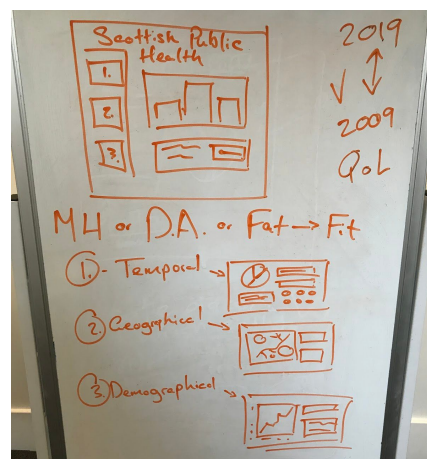 Scottish Public
Health
1.
2.
3.
2019
2009
QoL
MH or D.A. or Fat → Fit
1. - Temporal
2. Geographical
3. Demographical